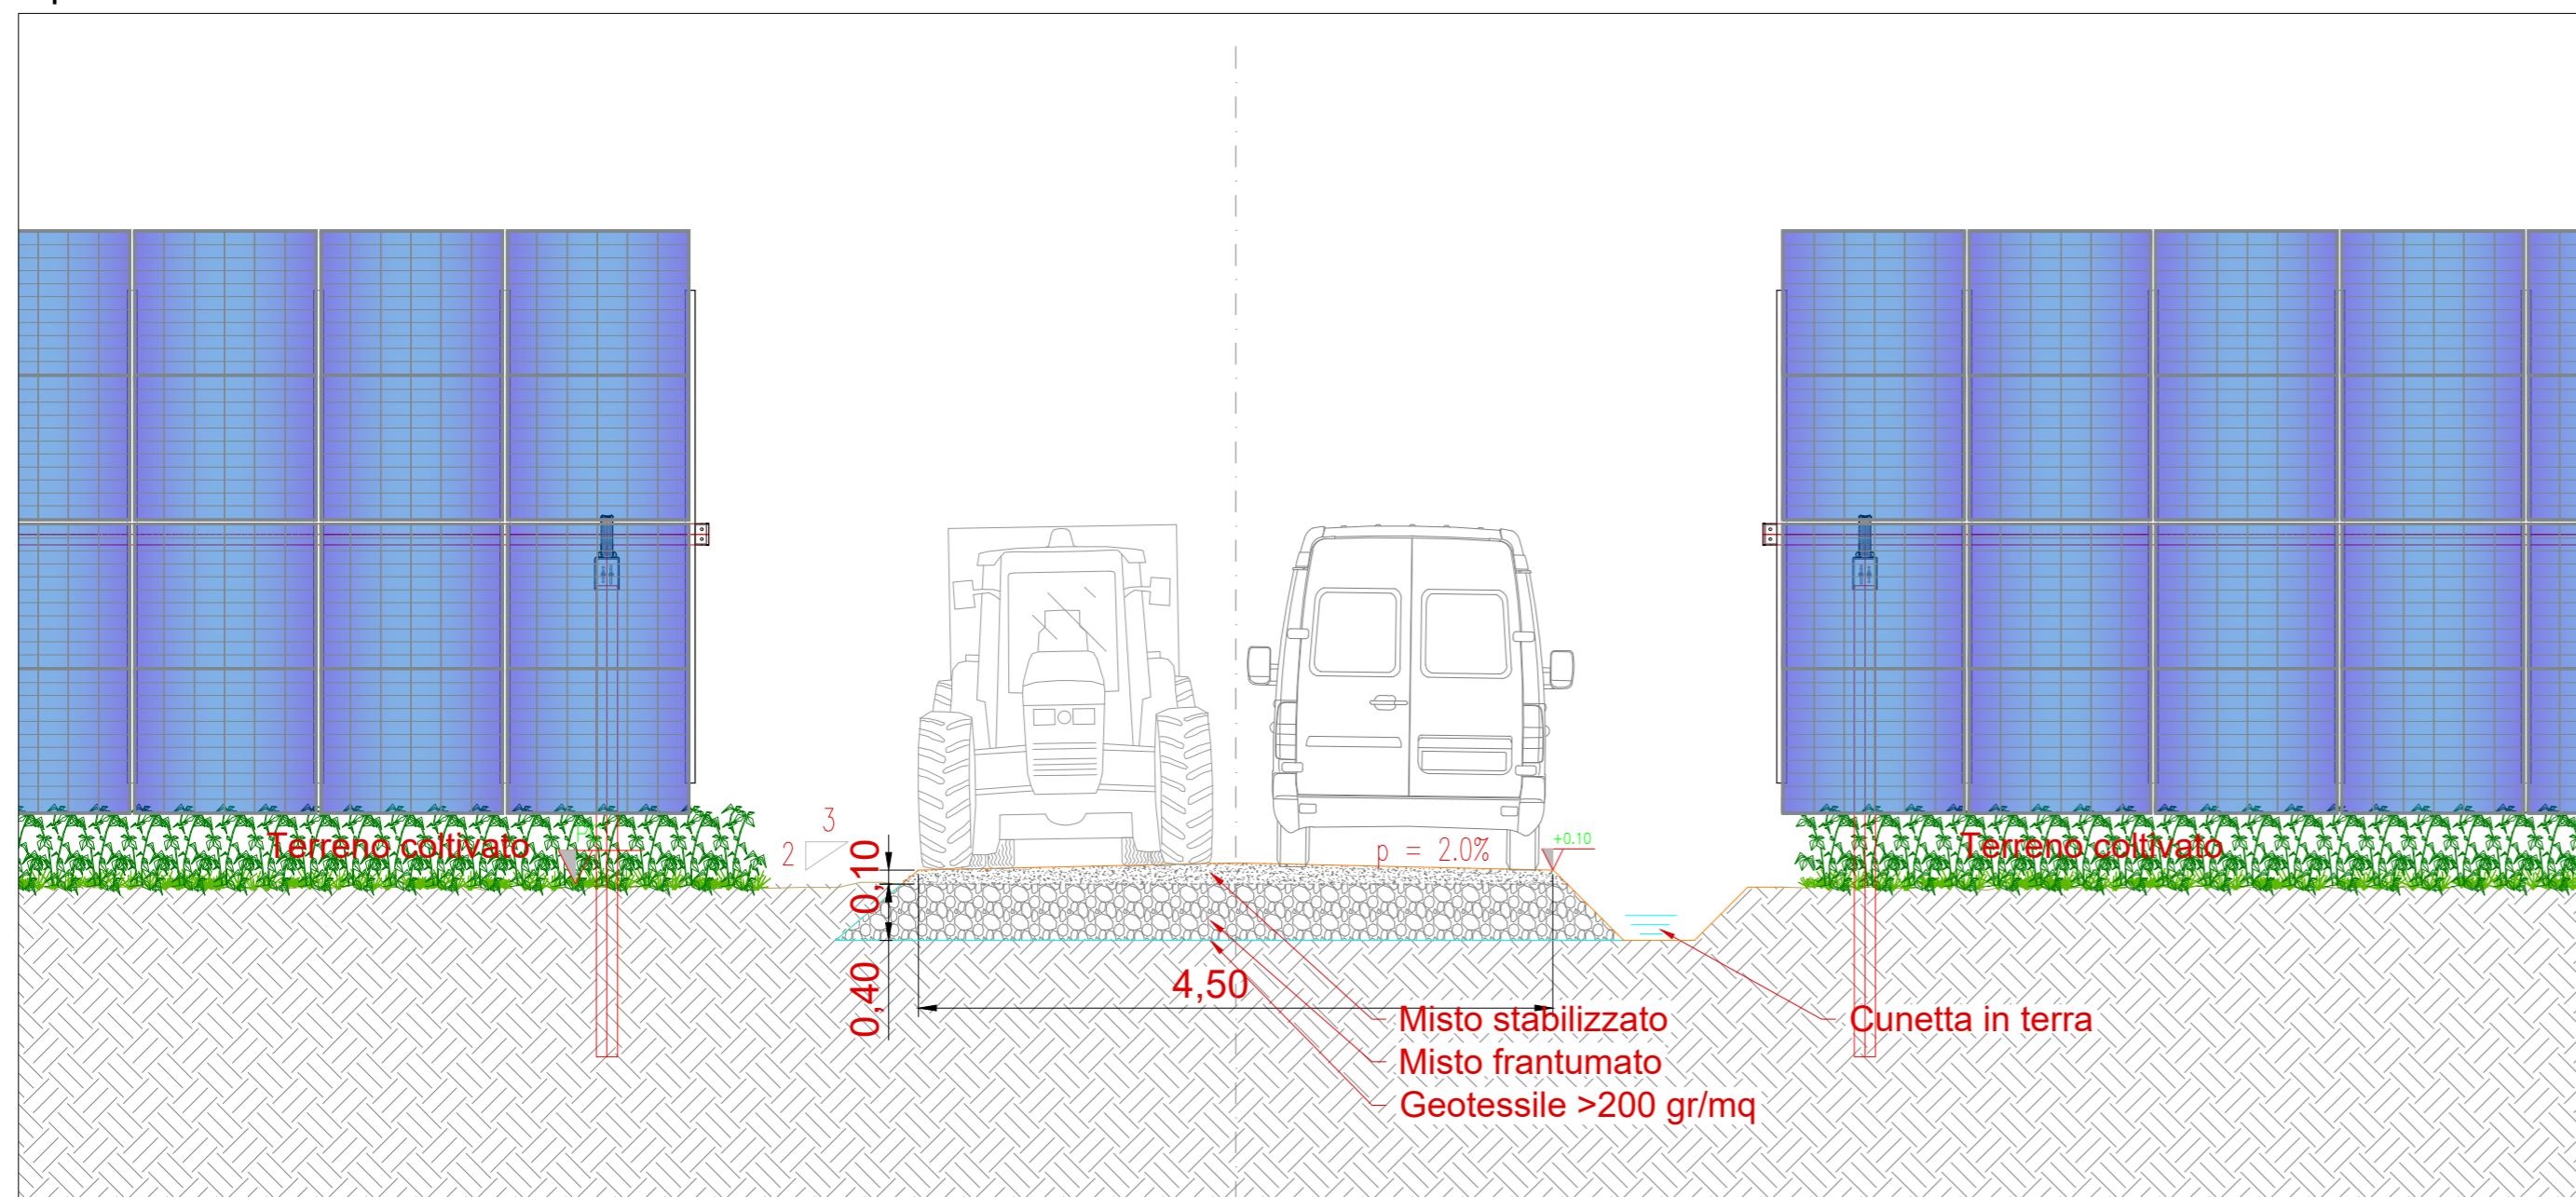 3
2
Terreno coltivato
0,10
p = 2.0%
+0.10
Terreno coltivato
0,40
4,50
Misto stabilizzato
Misto frantumato
Geotessile >200 gr/mq
Cunetta in terra